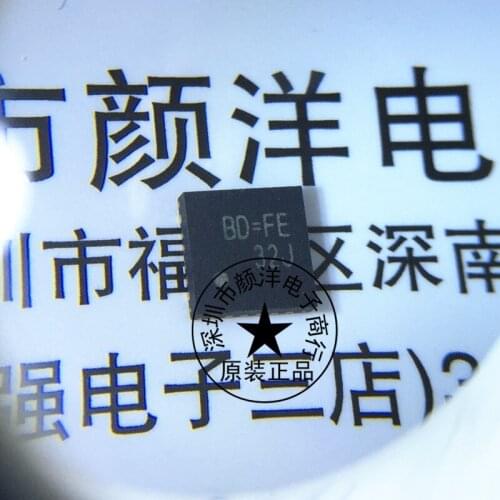 市颜洋电
圳市福 区深南
强电子二店)3
BD=FE
32J
深圳市颜洋电子商行
原装正品